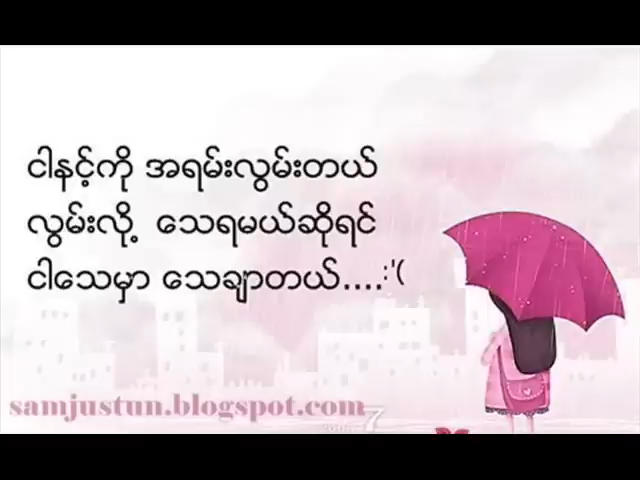 ငါနင့်ကို အရမ်းလွမ်းတယ်
လွမ်းလို့ သေရမယ်ဆိုရင်
ငါသေမှာ သေချာတယ်....:'(
samjustun.blogspot.com